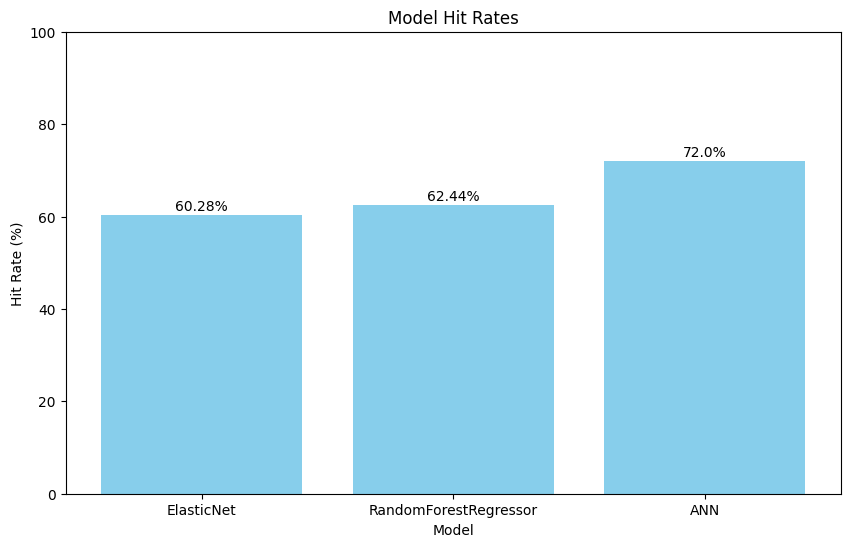 Model Hit Rates
100
80
60
40
20
0
Hit Rate (%)
60.28%
62.44%
72.0%
ElasticNet
RandomForestRegressor
ANN
Model